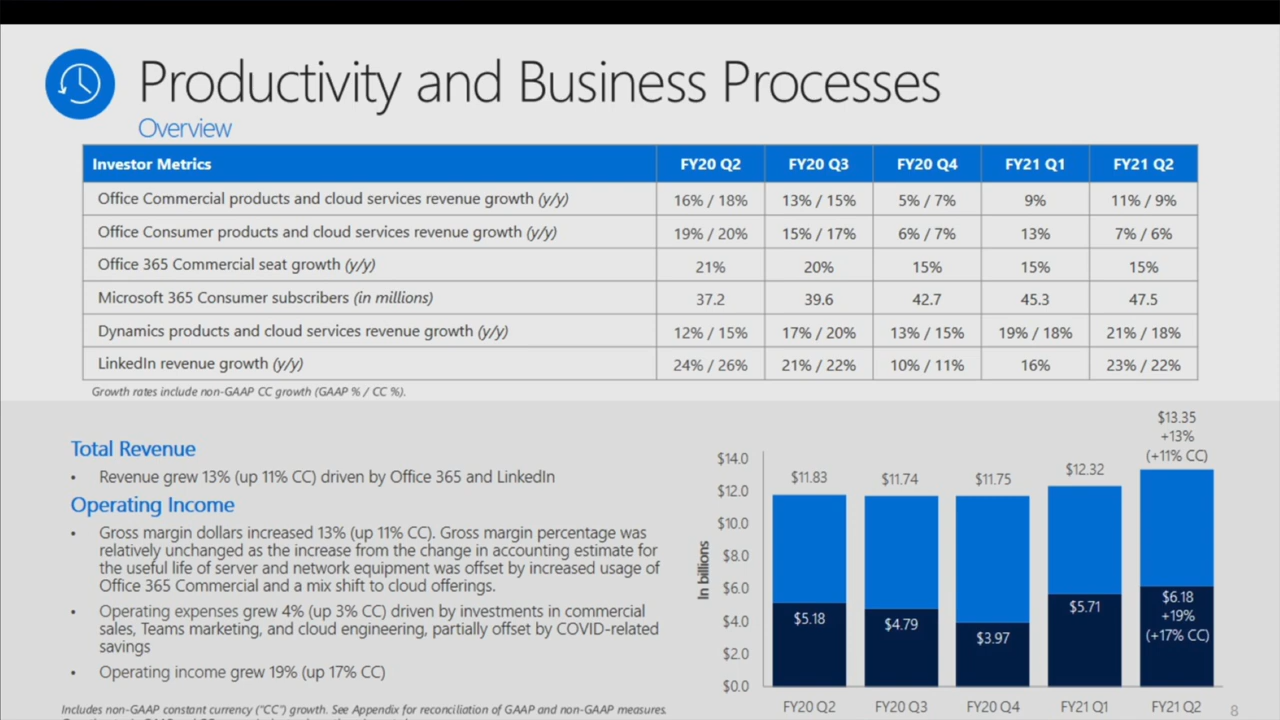 Productivity and Business Processes
Overview
Investor Metrics FY20 Q2 FY20 Q3 FY20 Q4 FY21 Q1 FY21 Q2
Office Commercial products and cloud services revenue growth (y/y) 16% / 18% 13% / 15% 5% / 7% 9% 11% / 9%
Office Consumer products and cloud services revenue growth (y/y) 19% / 20% 15% / 17% 6% / 7% 13% 7% / 6%
Office 365 Commercial seat growth (y/y) 21% 20% 15% 15% 15%
Microsoft 365 Consumer subscribers (in millions) 37.2 39.6 42.7 45.3 47.5
Dynamics products and cloud services revenue growth (y/y) 12% / 15% 17% / 20% 13% / 15% 19% / 18% 21% / 18%
LinkedIn revenue growth (y/y) 24% / 26% 21% / 22% 10% / 11% 16% 23% / 22%
Growth rates include non-GAAP CC growth (GAAP % / CC %).
Total Revenue
• Revenue grew 13% (up 11% CC) driven by Office 365 and LinkedIn
Operating Income
• Gross margin dollars increased 13% (up 11% CC). Gross margin percentage was
relatively unchanged as the increase from the change in accounting estimate for
the useful life of server and network equipment was offset by increased usage of
Office 365 Commercial and a mix shift to cloud offerings.
• Operating expenses grew 4% (up 3% CC) driven by investments in commercial
sales, Teams marketing, and cloud engineering, partially offset by COVID-related
savings
• Operating income grew 19% (up 17% CC)
Includes non-GAAP constant currency ("CC") growth. See Appendix for reconciliation of GAAP and non-GAAP measures.
In billions
$14.0
$12.0
$10.0
$8.0
$6.0
$4.0
$2.0
$0.0
$11.83
$11.74
$11.75
$12.32
$13.35
+13%
(+11% CC)
$5.18
$4.79
$3.97
$5.71
$6.18
+19%
(+17% CC)
FY20 Q2 FY20 Q3 FY20 Q4 FY21 Q1 FY21 Q2
8